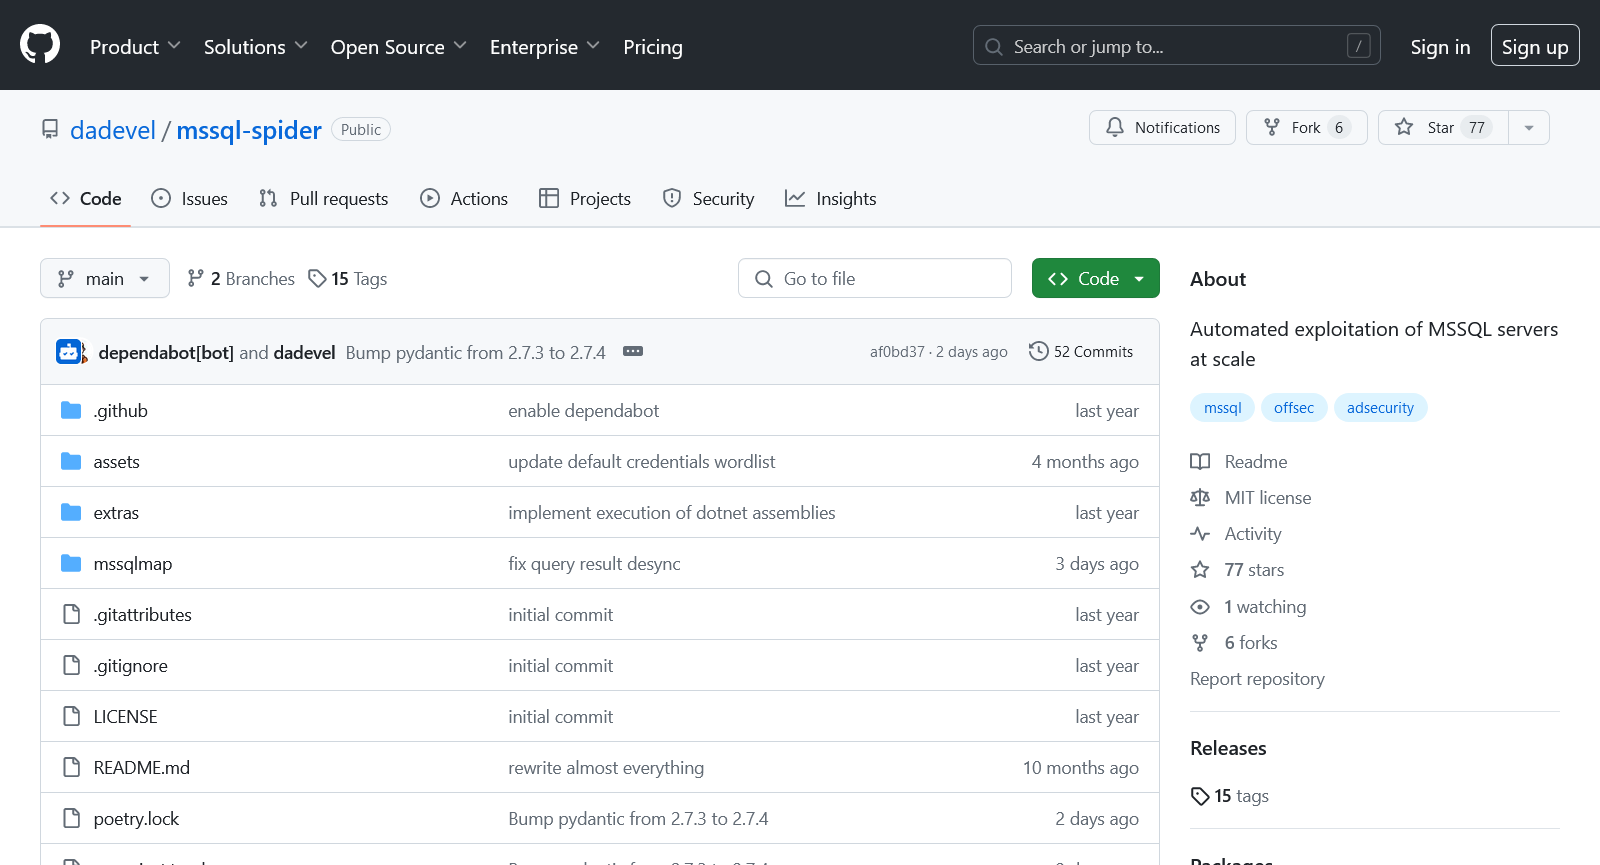 Product Solutions Open Source Enterprise Pricing Search or jump to... / Sign in Sign up
dadevel / mssql-spider Public Notifications Fork 6 Star 77
Code Issues Pull requests Actions Projects Security Insights
main 2 Branches 15 Tags Go to file Code
dependabot[bot] and dadevel Bump pydantic from 2.7.3 to 2.7.4 af0bd37 · 2 days ago 52 Commits
.github enable dependabot last year
assets update default credentials wordlist 4 months ago
extras implement execution of dotnet assemblies last year
mssqlmap fix query result desync 3 days ago
.gitattributes initial commit last year
.gitignore initial commit last year
LICENSE initial commit last year
README.md rewrite almost everything 10 months ago
poetry.lock Bump pydantic from 2.7.3 to 2.7.4 2 days ago
About
Automated exploitation of MSSQL servers
at scale
mssql offsec adsecurity
Readme
MIT license
Activity
77 stars
1 watching
6 forks
Report repository
Releases
15 tags
Packages